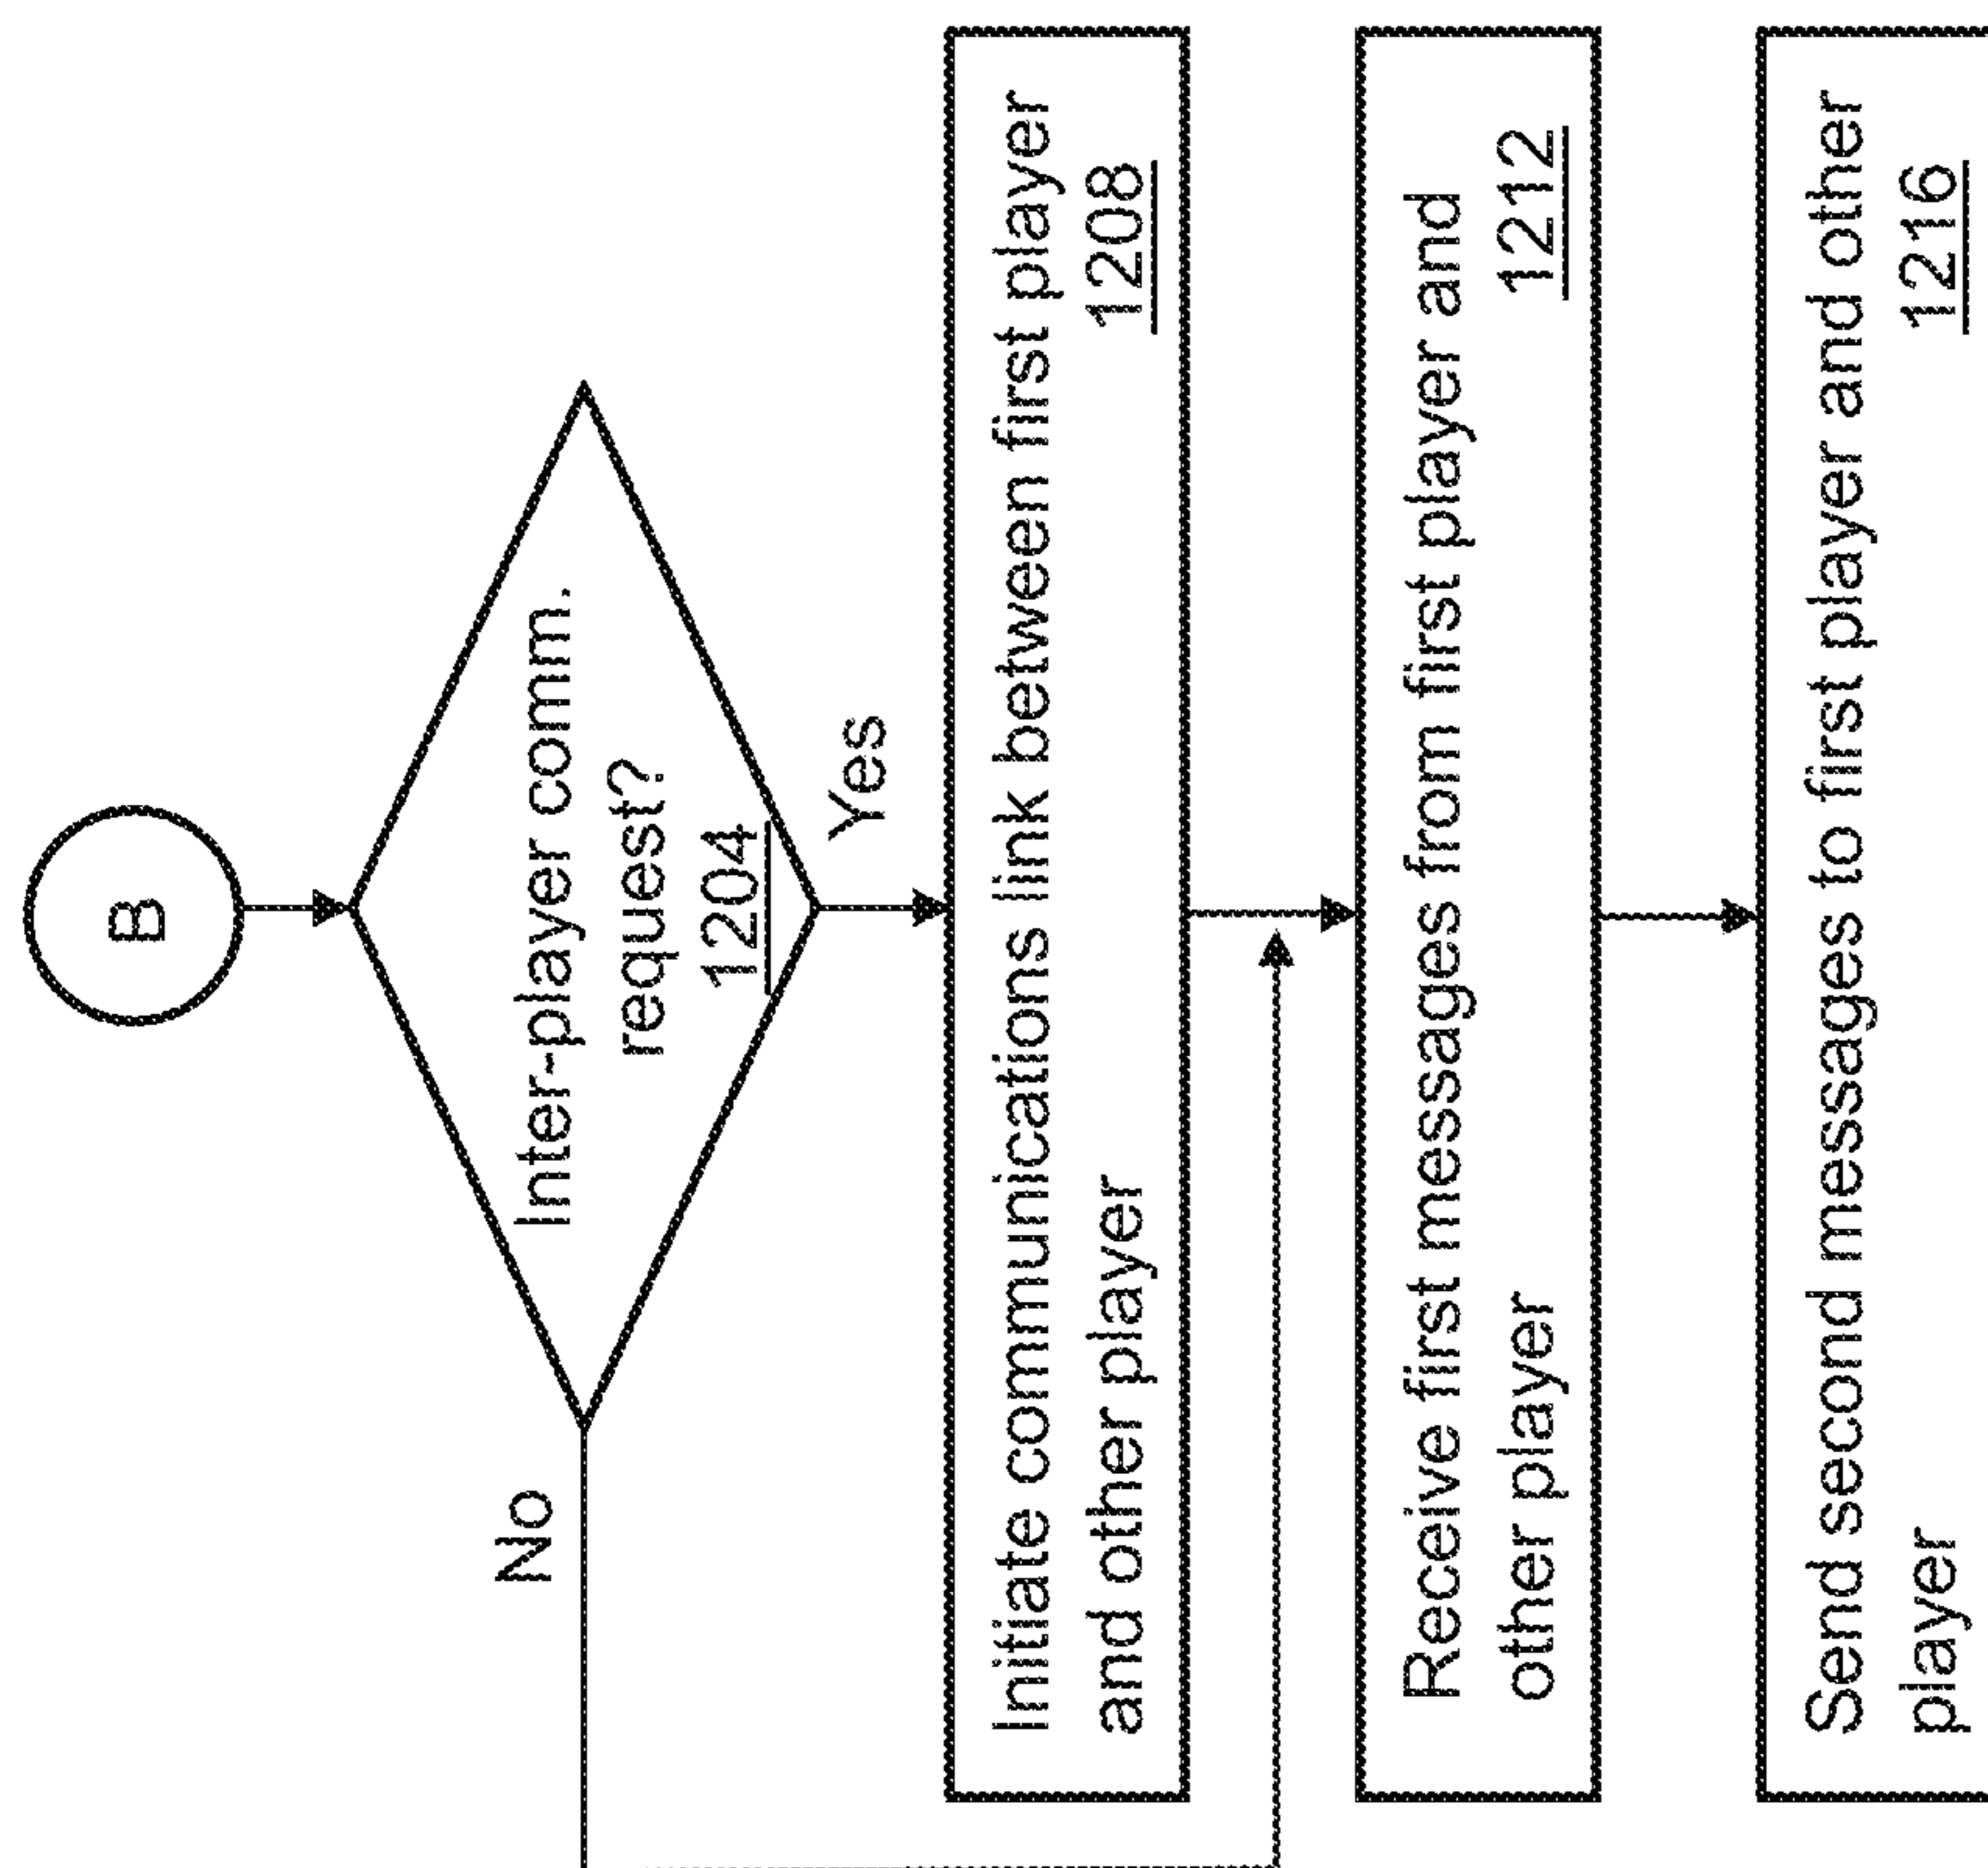 B
Inter-player comm.
request?
1204
No
Yes
Initiate communications link between first player
and other player
1208
Receive first messages from first player and
other player
1212
Send second messages to first player and other
player
1216